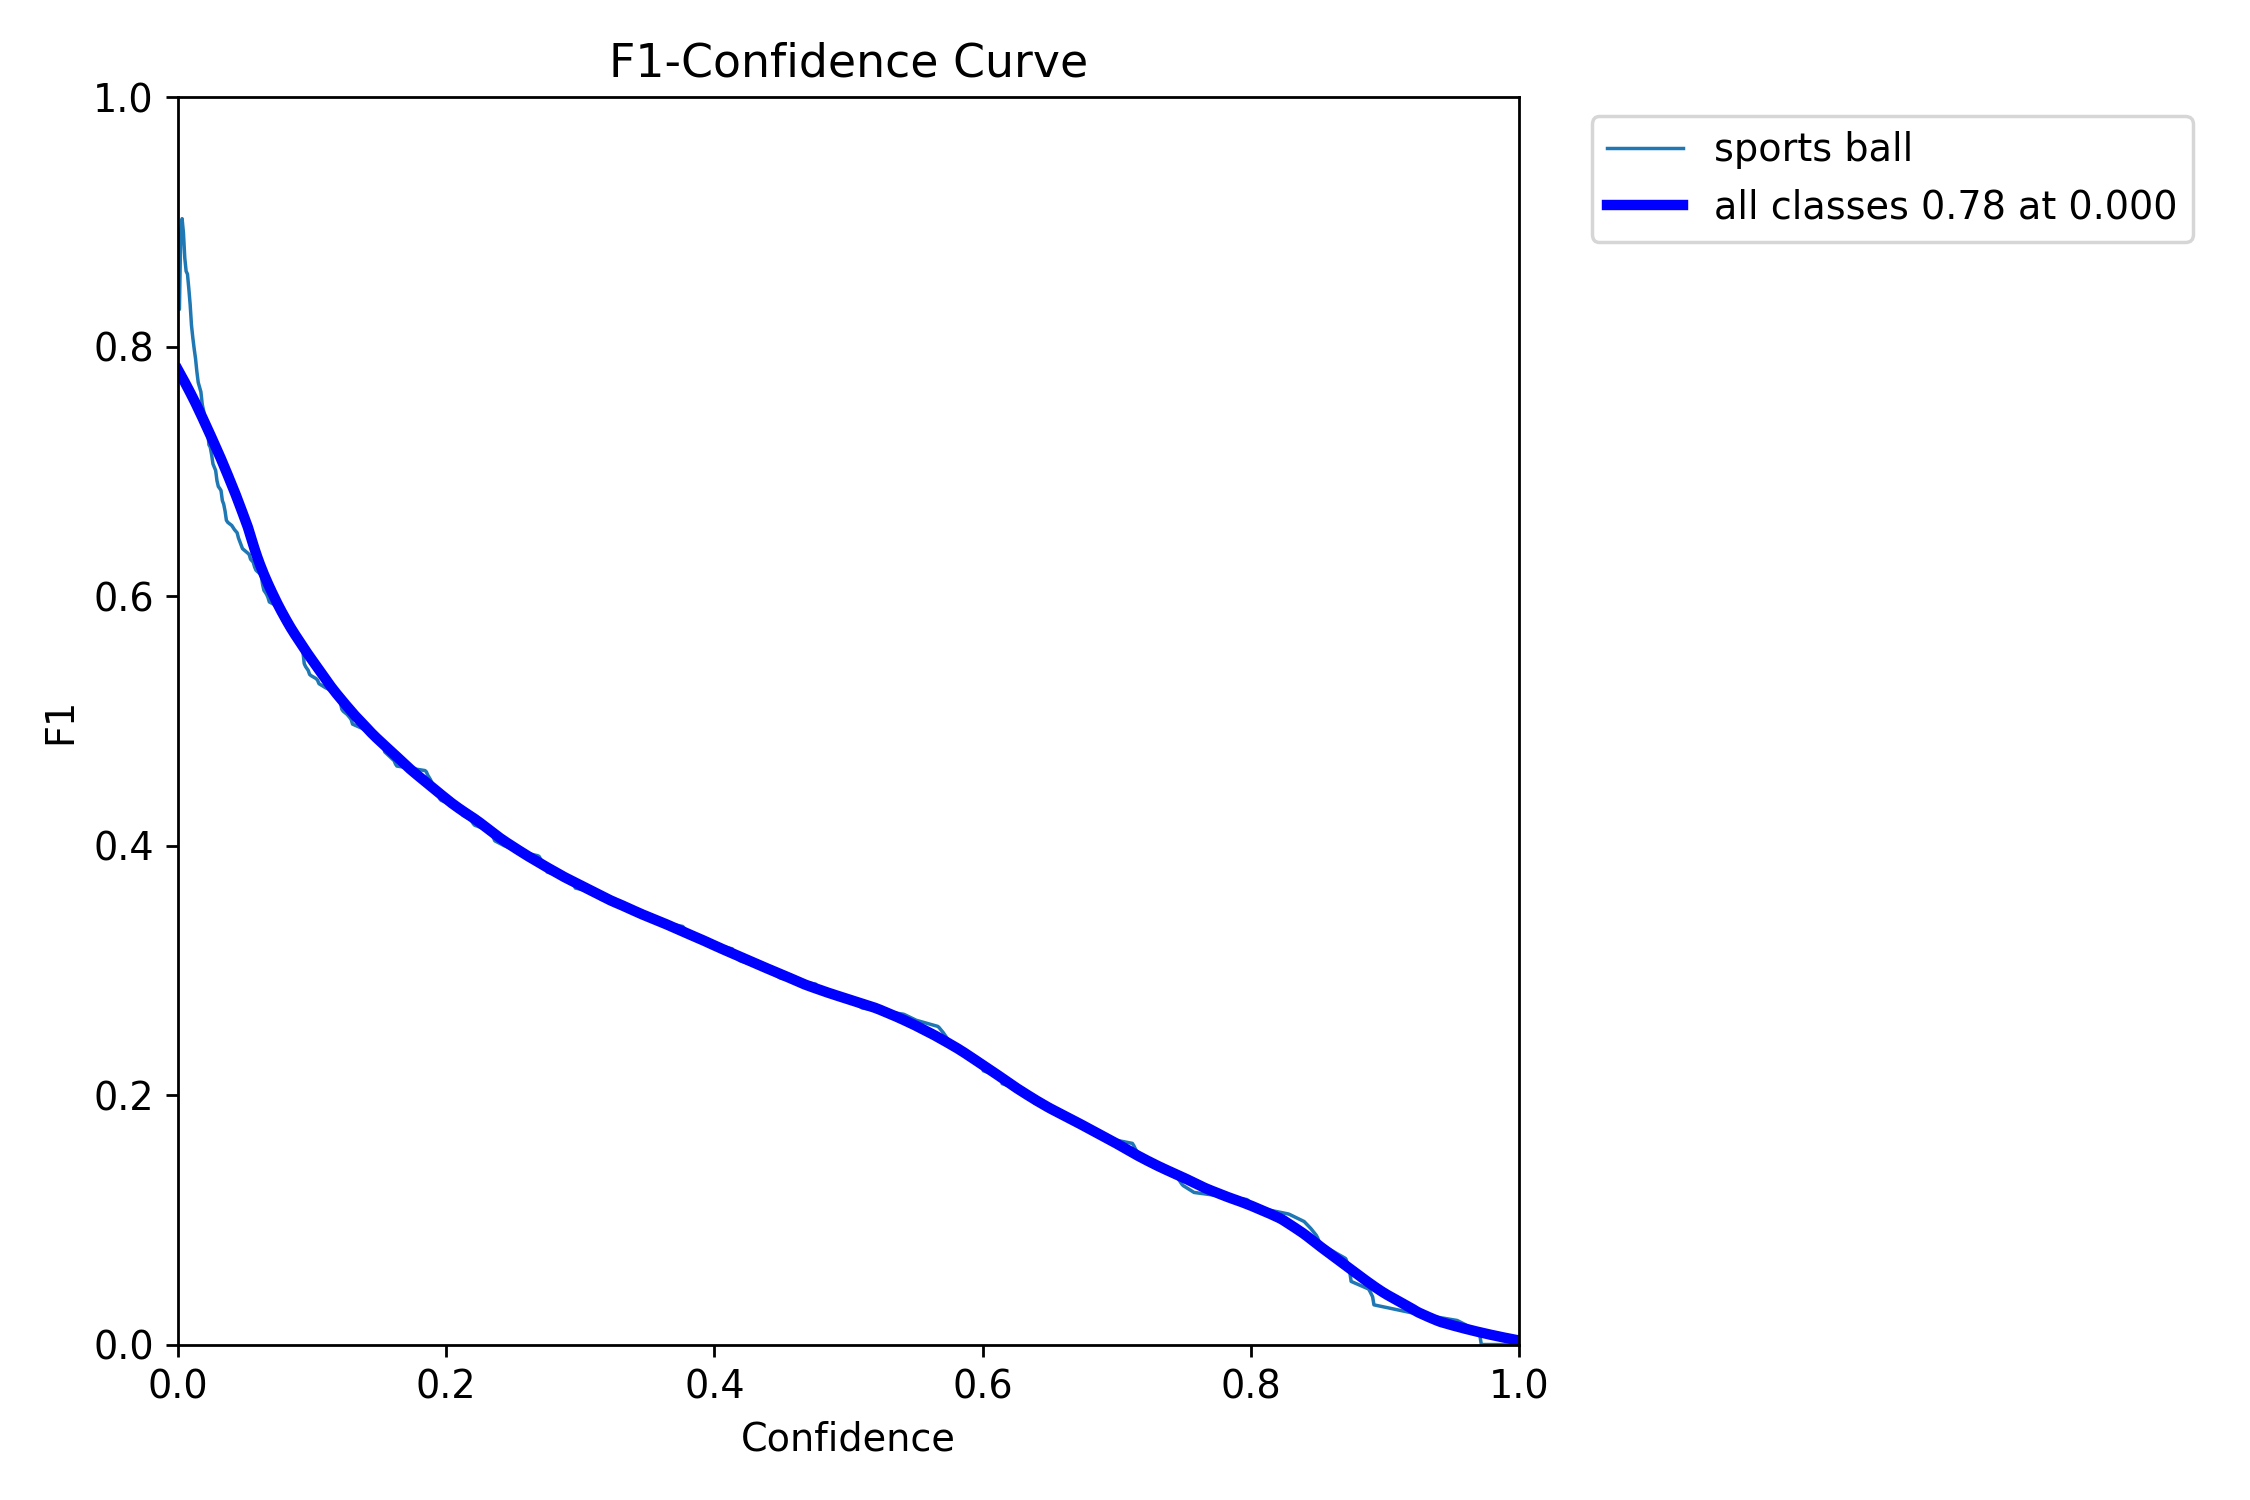 F1-Confidence Curve
1.0
0.8
0.6
0.4
0.2
0.0
F1
0.0 0.2 0.4 0.6 0.8 1.0
Confidence
sports ball
all classes 0.78 at 0.000